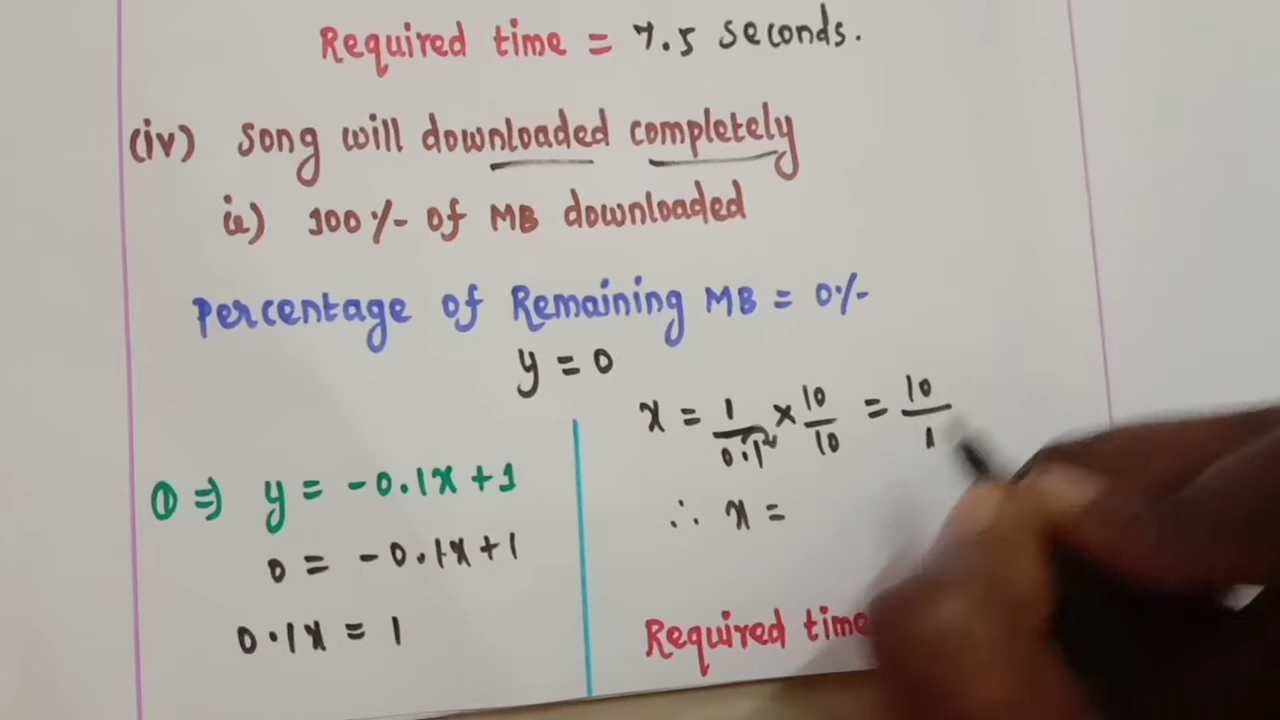 Required time = 7.5 seconds.
(iv) Song will downloaded completely
ie) 100% of MB downloaded
Percentage of Remaining MB = 0%
y = 0
① ⇒ y = -0.1x + 1
0 = -0.1x + 1
0.1x = 1
x = 1/0.1 × 10/10 = 10/1
∴ x =
Required time